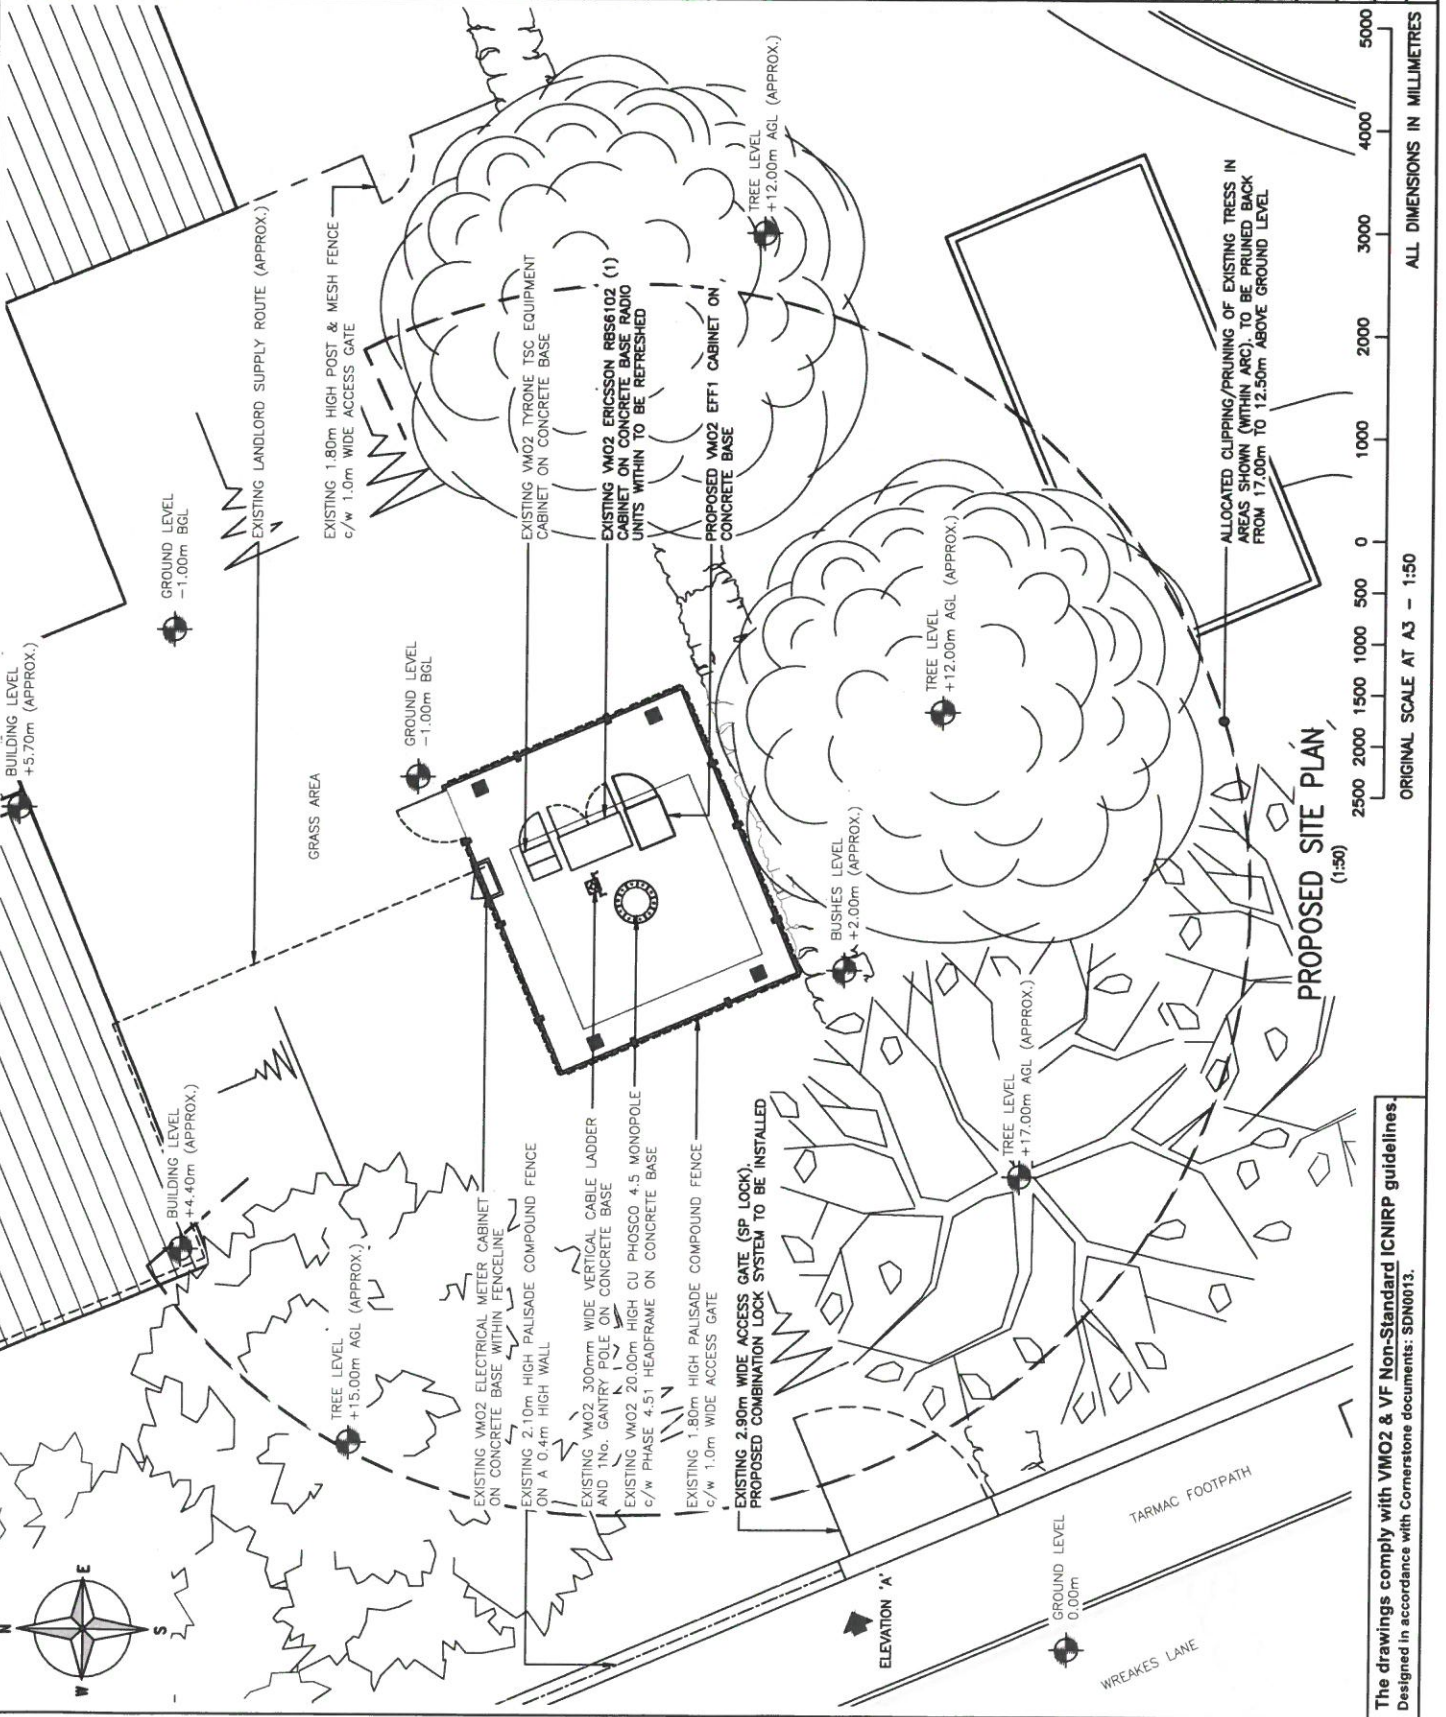 N
E
S
W
BUILDING LEVEL
+5.70m (APPROX.)
GROUND LEVEL
-1.00m BGL
EXISTING LANDLORD SUPPLY ROUTE (APPROX.)
EXISTING 1.80m HIGH POST & MESH FENCE
c/w 1.0m WIDE ACCESS GATE
GRASS AREA
GROUND LEVEL
-1.00m BGL
EXISTING VMO2 TYRONE TSC EQUIPMENT
CABINET ON CONCRETE BASE
EXISTING VMO2 ERICSSON RBS6102 (1)
CABINET ON CONCRETE BASE RADIO
UNITS WITHIN TO BE REFRESHED
PROPOSED VMO2 EFF1 CABINET ON
CONCRETE BASE
TREE LEVEL
+12.00m AGL (APPROX.)
BUILDING LEVEL
+4.40m (APPROX.)
TREE LEVEL
+15.00m AGL (APPROX.)
EXISTING VMO2 ELECTRICAL METER CABINET
ON CONCRETE BASE WITHIN FENCELINE
EXISTING 2.10m HIGH PALISADE COMPOUND FENCE
ON A 0.4m HIGH WALL
EXISTING VMO2 300mm WIDE VERTICAL CABLE LADDER
AND 1No. GANTRY POLE ON CONCRETE BASE
EXISTING VMO2 20.00m HIGH CU PHOSCO 4.5 MONOPOLE
c/w PHASE 4.51 HEADFRAME ON CONCRETE BASE
EXISTING 1.80m HIGH PALISADE COMPOUND FENCE
c/w 1.0m WIDE ACCESS GATE
EXISTING 2.90m WIDE ACCESS GATE (SP LOCK).
PROPOSED COMBINATION LOCK SYSTEM TO BE INSTALLED
BUSHES LEVEL
+2.00m (APPROX.)
TREE LEVEL
+12.00m AGL (APPROX.)
TREE LEVEL
+17.00m AGL (APPROX.)
ALLOCATED CLIPPING/PRUNING OF EXISTING TRESS IN
AREAS SHOWN (WITHIN ARC). TO BE PRUNED BACK
FROM 17.00m TO 12.50m ABOVE GROUND LEVEL
ELEVATION 'A'
GROUND LEVEL
0.00m
TARMAC FOOTPATH
WREAKES LANE
PROPOSED SITE PLAN
(1:50)
2500 2000 1500 1000 500 0 1000 2000 3000 4000 5000
ORIGINAL SCALE AT A3 - 1:50
ALL DIMENSIONS IN MILLIMETRES
The drawings comply with VMO2 & VF Non-Standard ICNIRP guidelines.
Designed in accordance with Cornerstone documents: SDN0013.